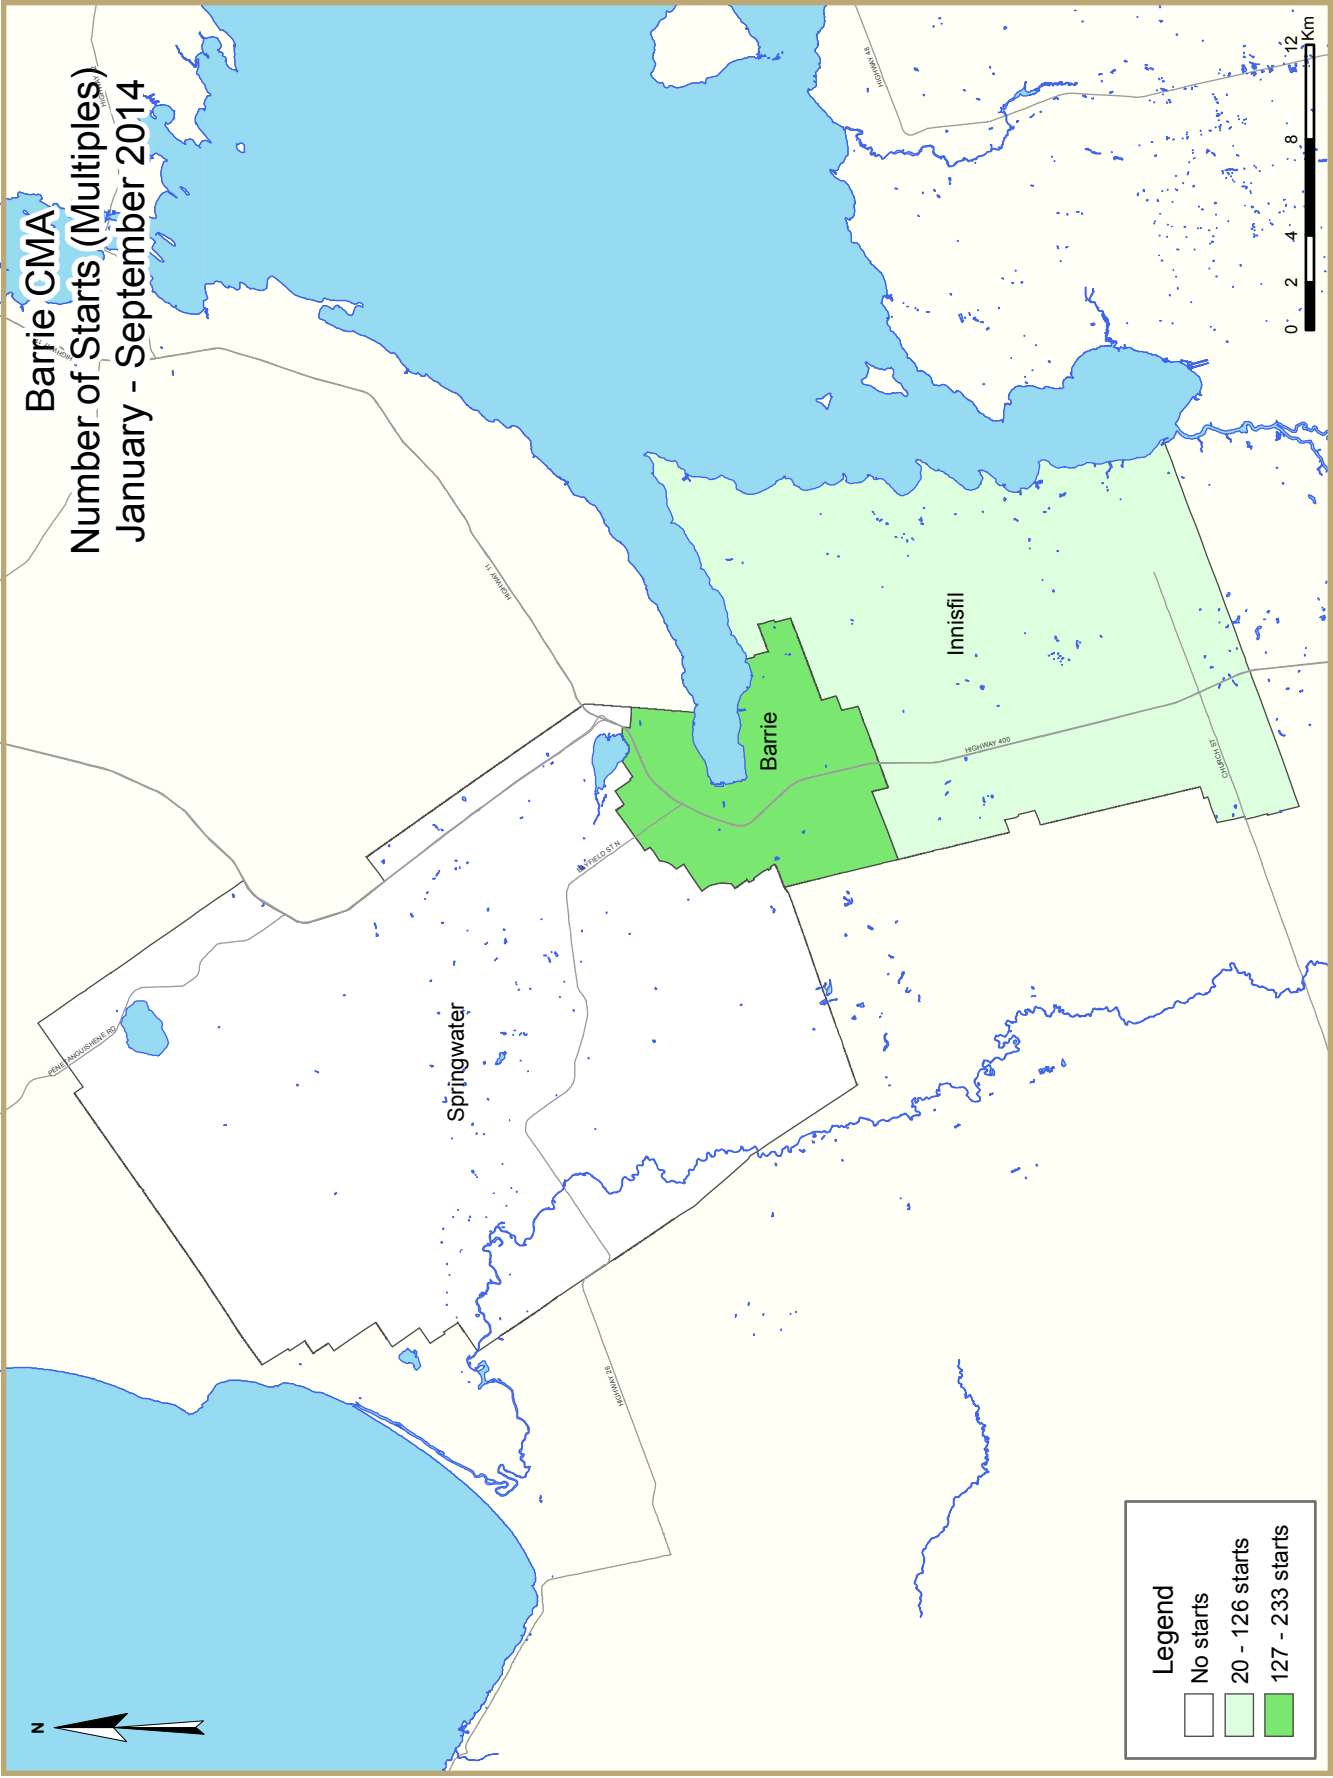 Barrie CMA
Number of Starts (Multiples)
January - September 2014
N
HIGHWAY 48
HIGHWAY 11
PENETANGUISHENE RD
BAYFIELD ST N
Springwater
Barrie
Innisfil
HIGHWAY 400
CHURCH ST
HIGHWAY 26
Legend
No starts
20 - 126 starts
127 - 233 starts
0 2 4 8 12
Km